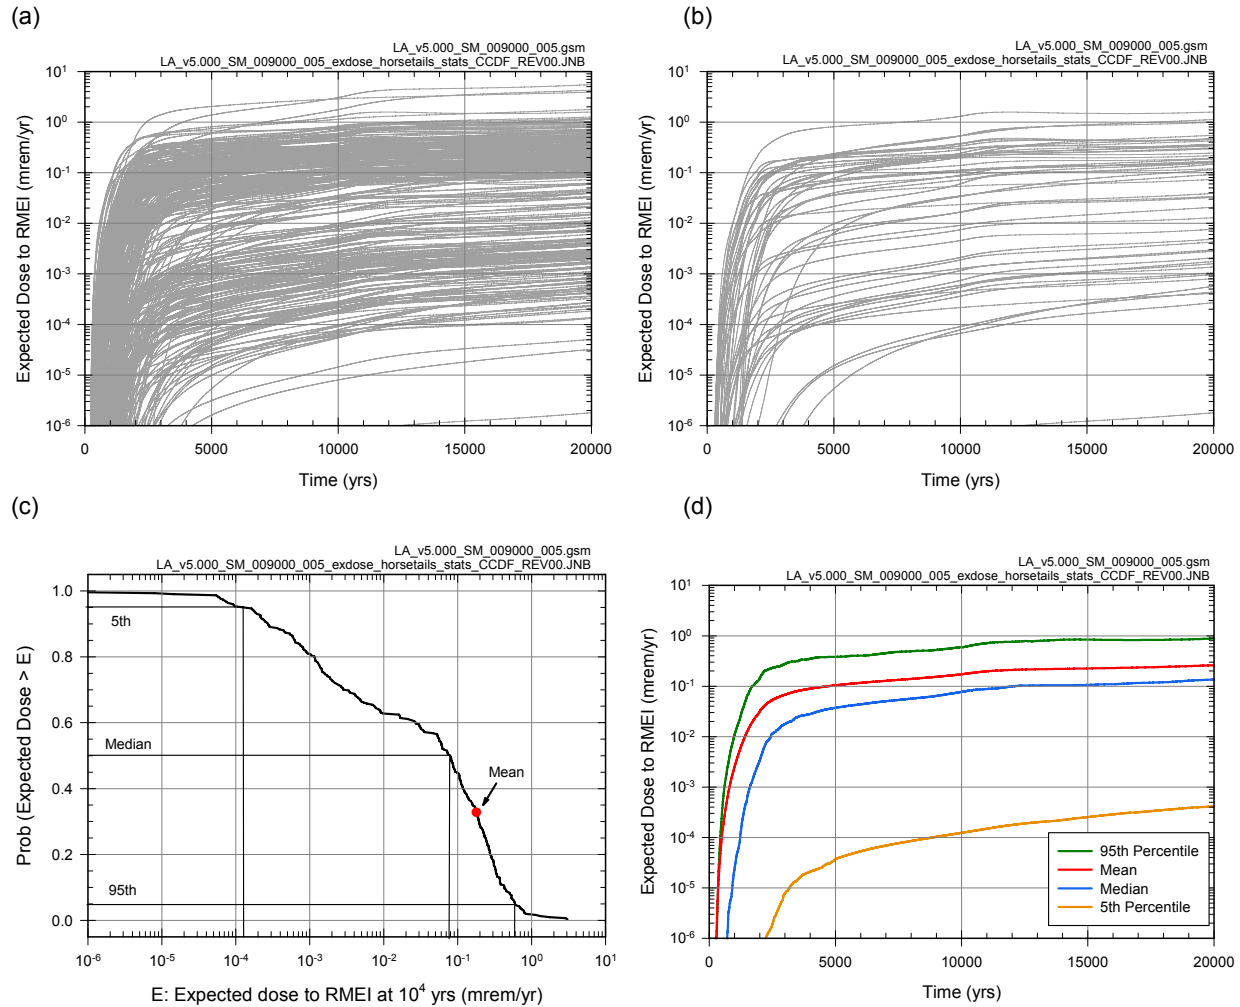 (a)
LA_v5.000_SM_009000_005.gsm
LA_v5.000_SM_009000_005_exdose_horsetails_stats_CCDF_REV00.JNB
Expected Dose to RMEI (mrem/yr)
10¹
10⁰
10⁻¹
10⁻²
10⁻³
10⁻⁴
10⁻⁵
10⁻⁶
0 5000 10000 15000 20000
Time (yrs)
(b)
LA_v5.000_SM_009000_005.gsm
LA_v5.000_SM_009000_005_exdose_horsetails_stats_CCDF_REV00.JNB
Expected Dose to RMEI (mrem/yr)
10¹
10⁰
10⁻¹
10⁻²
10⁻³
10⁻⁴
10⁻⁵
10⁻⁶
0 5000 10000 15000 20000
Time (yrs)
(c)
LA_v5.000_SM_009000_005.gsm
LA_v5.000_SM_009000_005_exdose_horsetails_stats_CCDF_REV00.JNB
Prob (Expected Dose > E)
1.0
0.8
0.6
0.4
0.2
0.0
5th
Median
Mean
95th
10⁻⁶ 10⁻⁵ 10⁻⁴ 10⁻³ 10⁻² 10⁻¹ 10⁰ 10¹
E: Expected dose to RMEI at 10⁴ yrs (mrem/yr)
(d)
LA_v5.000_SM_009000_005.gsm
LA_v5.000_SM_009000_005_exdose_horsetails_stats_CCDF_REV00.JNB
Expected Dose to RMEI (mrem/yr)
10¹
10⁰
10⁻¹
10⁻²
10⁻³
10⁻⁴
10⁻⁵
10⁻⁶
95th Percentile
Mean
Median
5th Percentile
0 5000 10000 15000 20000
Time (yrs)